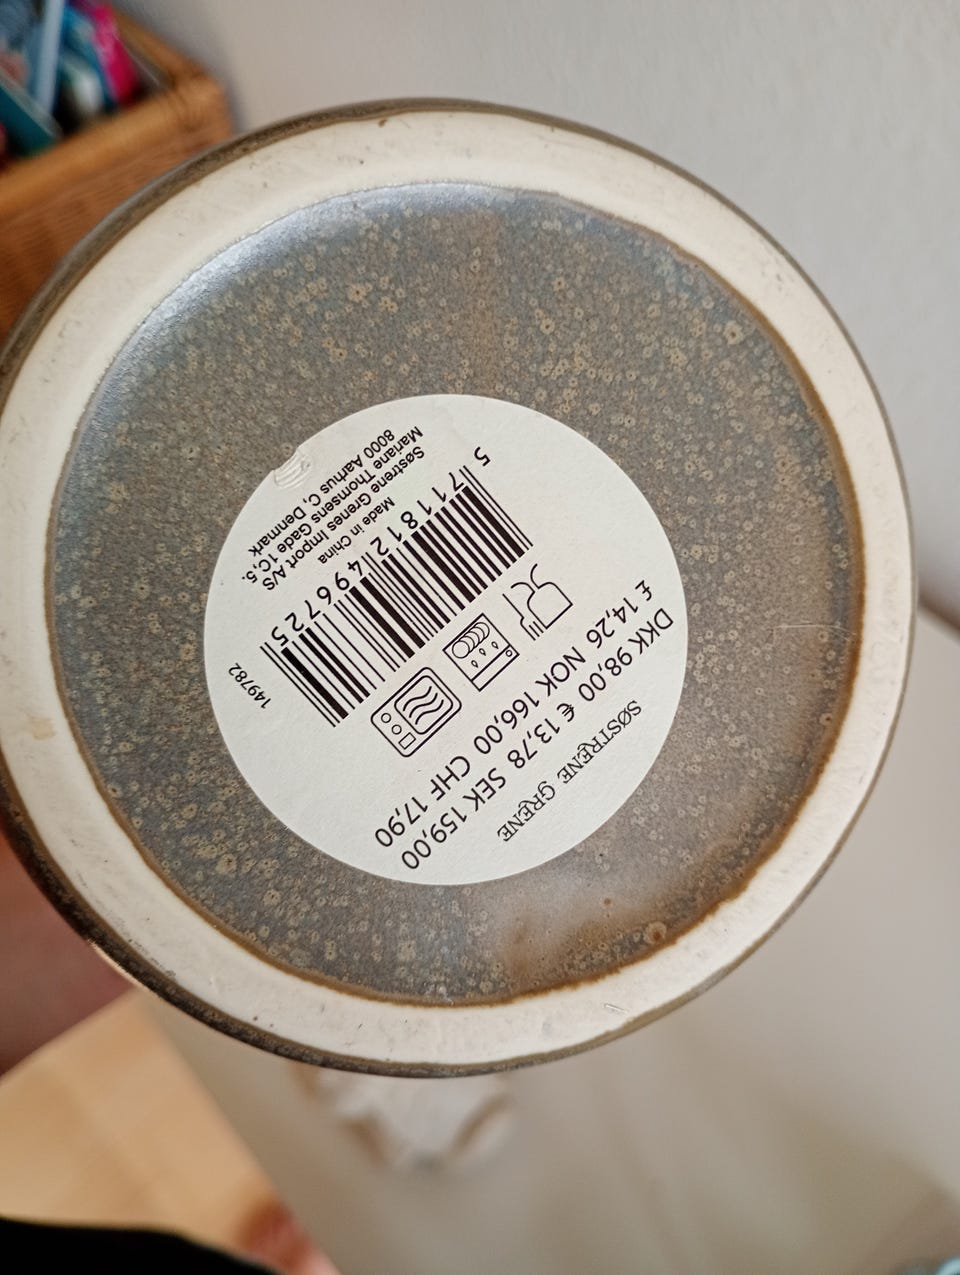 SØSTRENE GRENE
DKK 98,00 € 13,78 SEK 159,00
£ 14,26 NOK 166,00 CHF 17,90
5 711812 496725
149782
Made in China
Søstrene Grenes Import A/S
Mariane Thomsens Gade 1C, 5.
8000 Aarhus C, Denmark